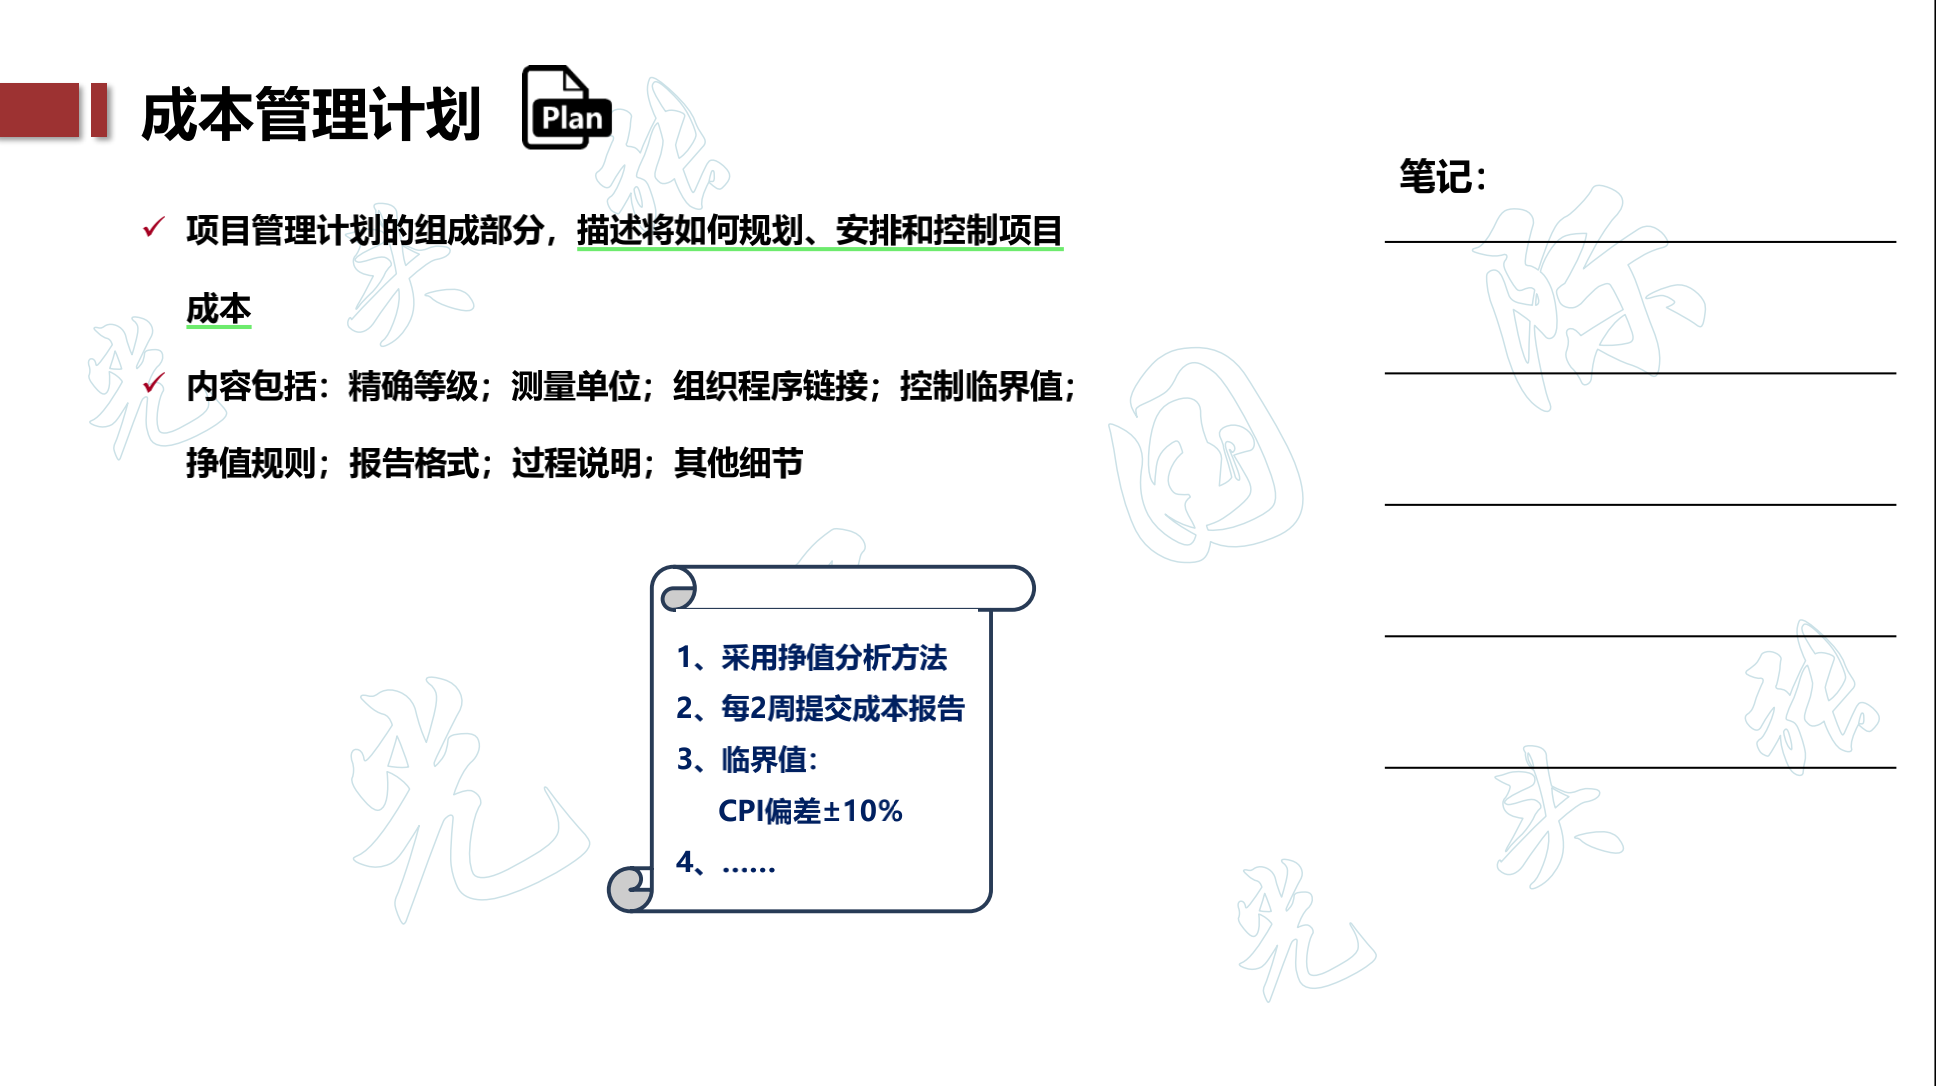 成本管理计划
Plan
项目管理计划的组成部分，描述将如何规划、安排和控制项目
成本
内容包括：精确等级；测量单位；组织程序链接；控制临界值；
挣值规则；报告格式；过程说明；其他细节
1、采用挣值分析方法
2、每2周提交成本报告
3、临界值：
CPI偏差±10%
4、……
笔记：